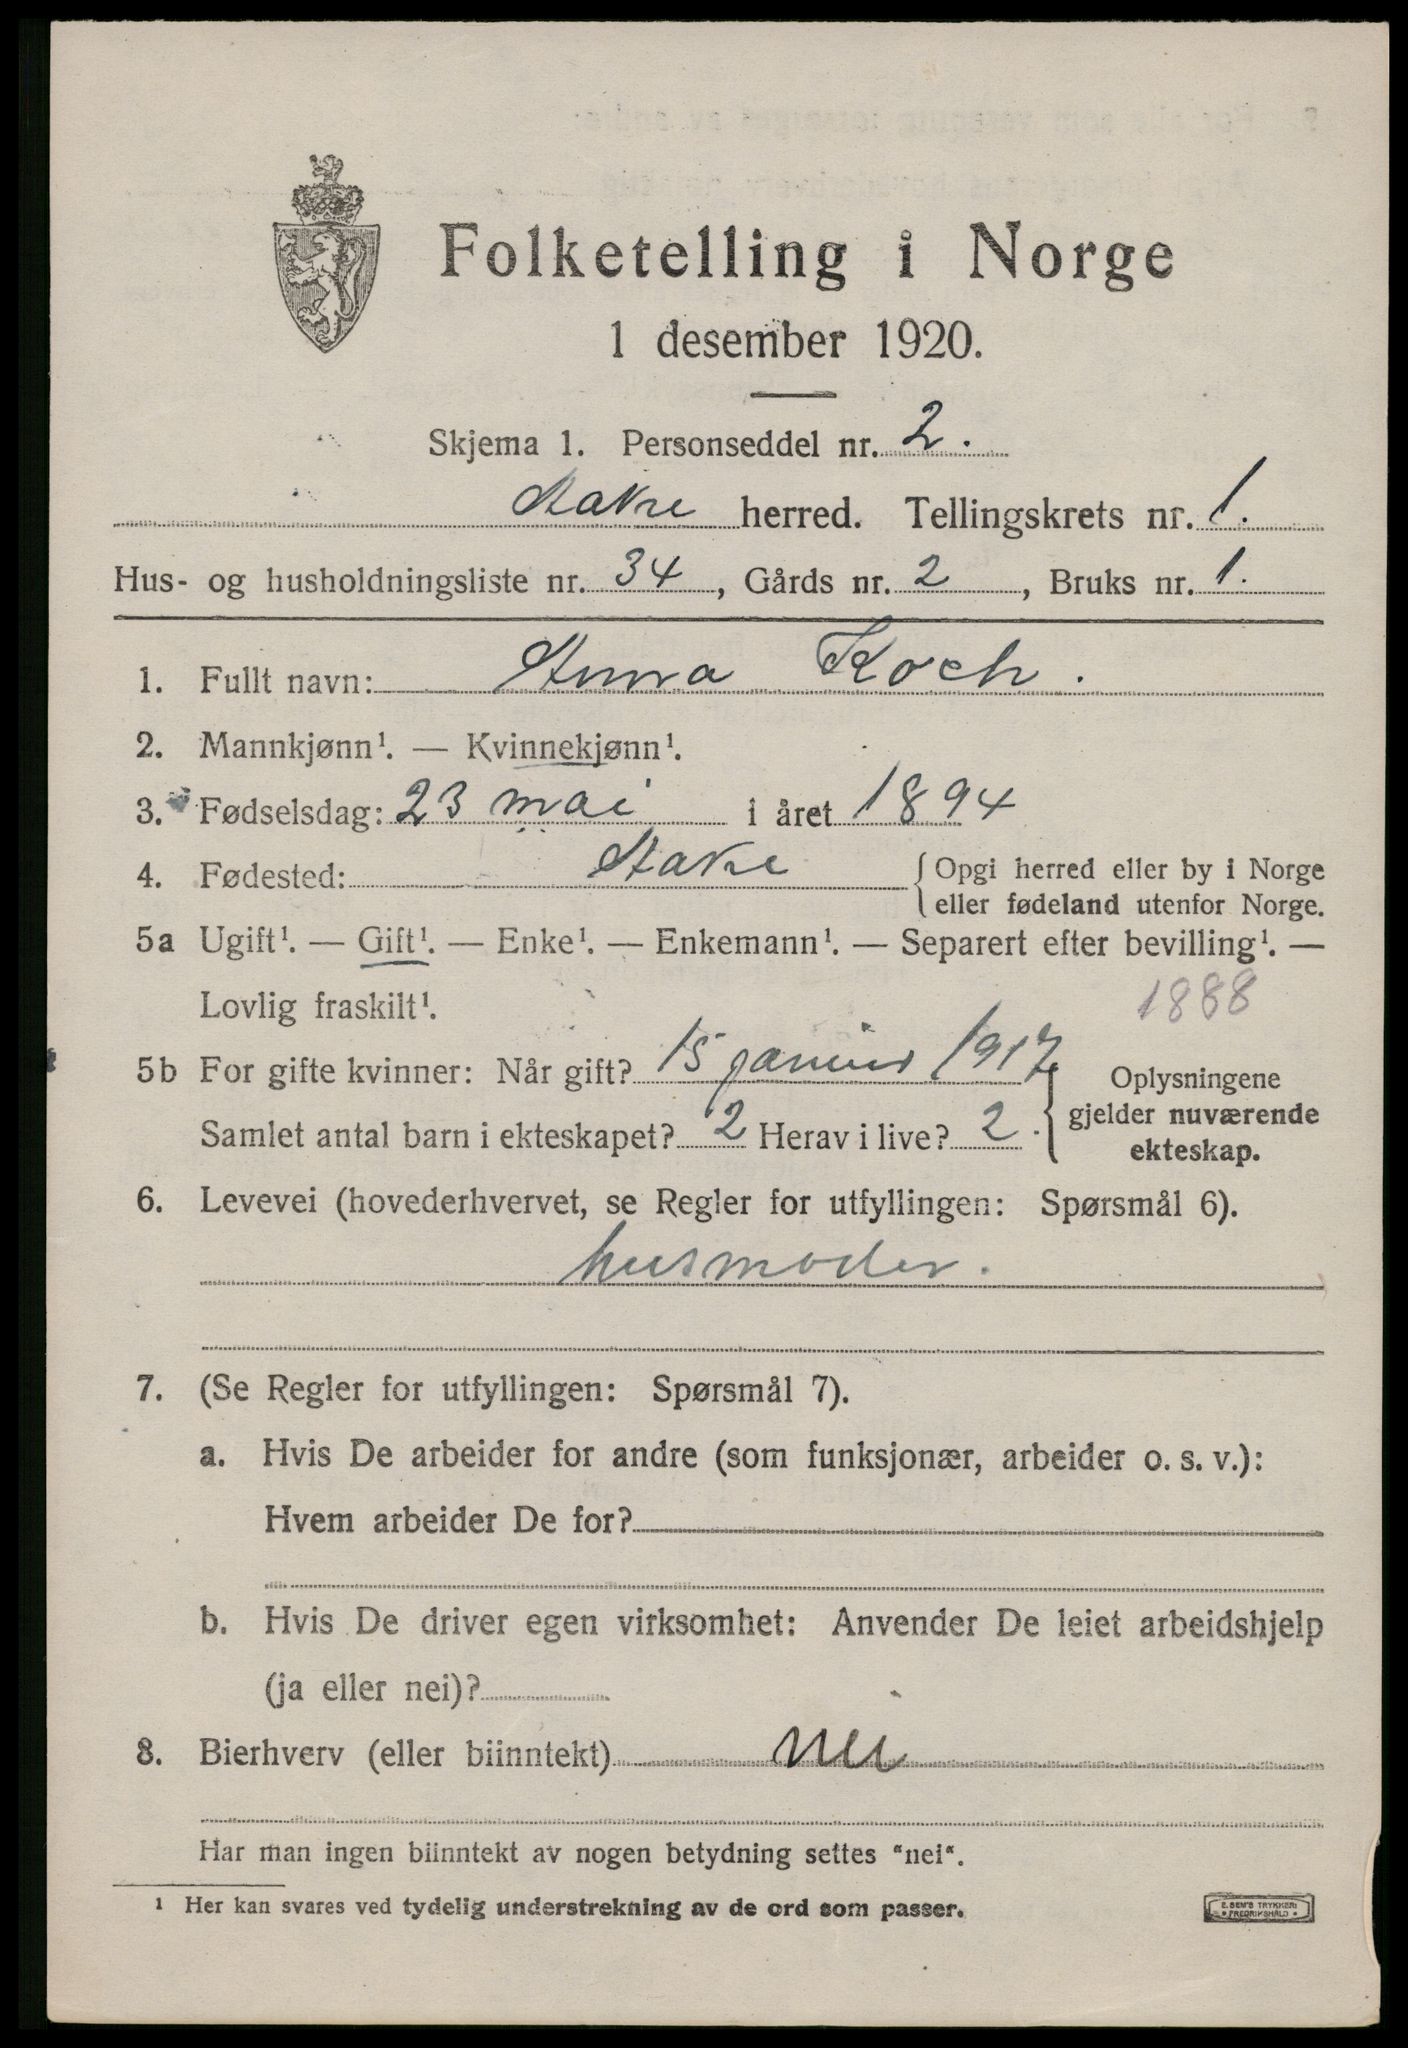 Folketelling i Norge
1 desember 1920.
Skjema 1. Personseddel nr. 2.
Aakre herred. Tellingskrets nr. 1.
Hus- og husholdningsliste nr. 34, Gårds nr. 2, Bruks nr. 1.
1. Fullt navn: Anna Koch.
2. Mannkjønn¹. — Kvinnekjønn¹.
3. Fødselsdag: 23 mai i året 1894
4. Fødested: Aakre {Opgi herred eller by i Norge
eller fødeland utenfor Norge.
5a Ugift¹. — Gift¹. — Enke¹. — Enkemann¹. — Separert efter bevilling¹. —
Lovlig fraskilt¹. 1888
5b For gifte kvinner: Når gift? 15 januar 1917
Samlet antal barn i ekteskapet? 2 Herav i live? 2.
Oplysningene
gjelder nuværende
ekteskap.
6. Levevei (hovederhvervet, se Regler for utfyllingen: Spørsmål 6).
husmoder.
7. (Se Regler for utfyllingen: Spørsmål 7).
a. Hvis De arbeider for andre (som funksjonær, arbeider o. s. v.):
Hvem arbeider De for?
b. Hvis De driver egen virksomhet: Anvender De leiet arbeidshjelp
(ja eller nei)?
8. Bierhverv (eller biinntekt) nei
Har man ingen biinntekt av nogen betydning settes "nei".
¹ Her kan svares ved tydelig understrekning av de ord som passer.
E. SEM'S TRYKKERI
FREDRIKSHALD